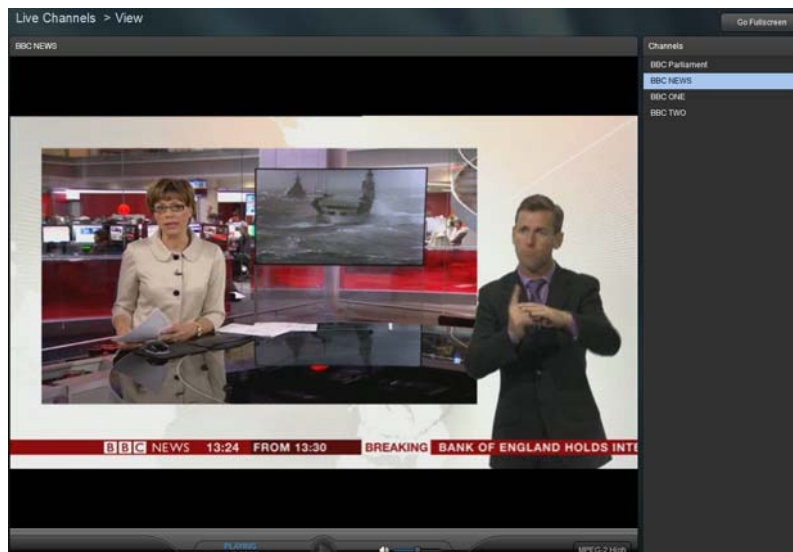 Live Channels > View
Go Fullscreen
BBC NEWS
Channels
BBC Parliament
BBC NEWS
BBC ONE
BBC TWO
BBC NEWS 13:24 FROM 13:30 BREAKING BANK OF ENGLAND HOLDS INTE
PLAYING
MPEG-2 High